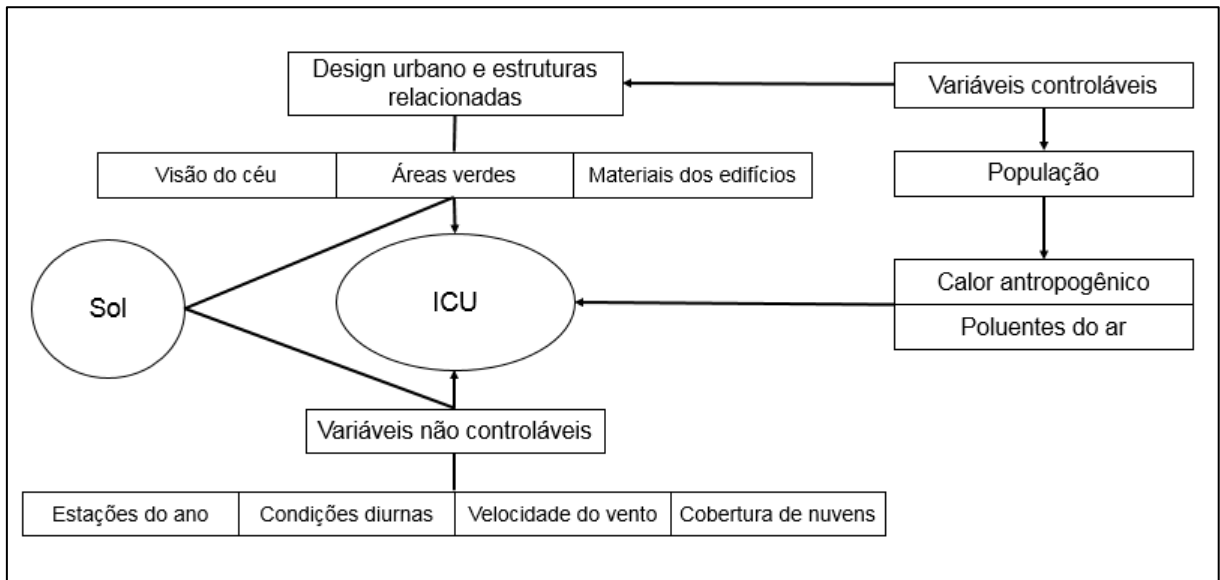 Design urbano e estruturas
relacionadas
Variáveis controláveis
Visão do céu
Áreas verdes
Materiais dos edifícios
População
Sol
ICU
Calor antropogênico
Poluentes do ar
Variáveis não controláveis
Estações do ano
Condições diurnas
Velocidade do vento
Cobertura de nuvens